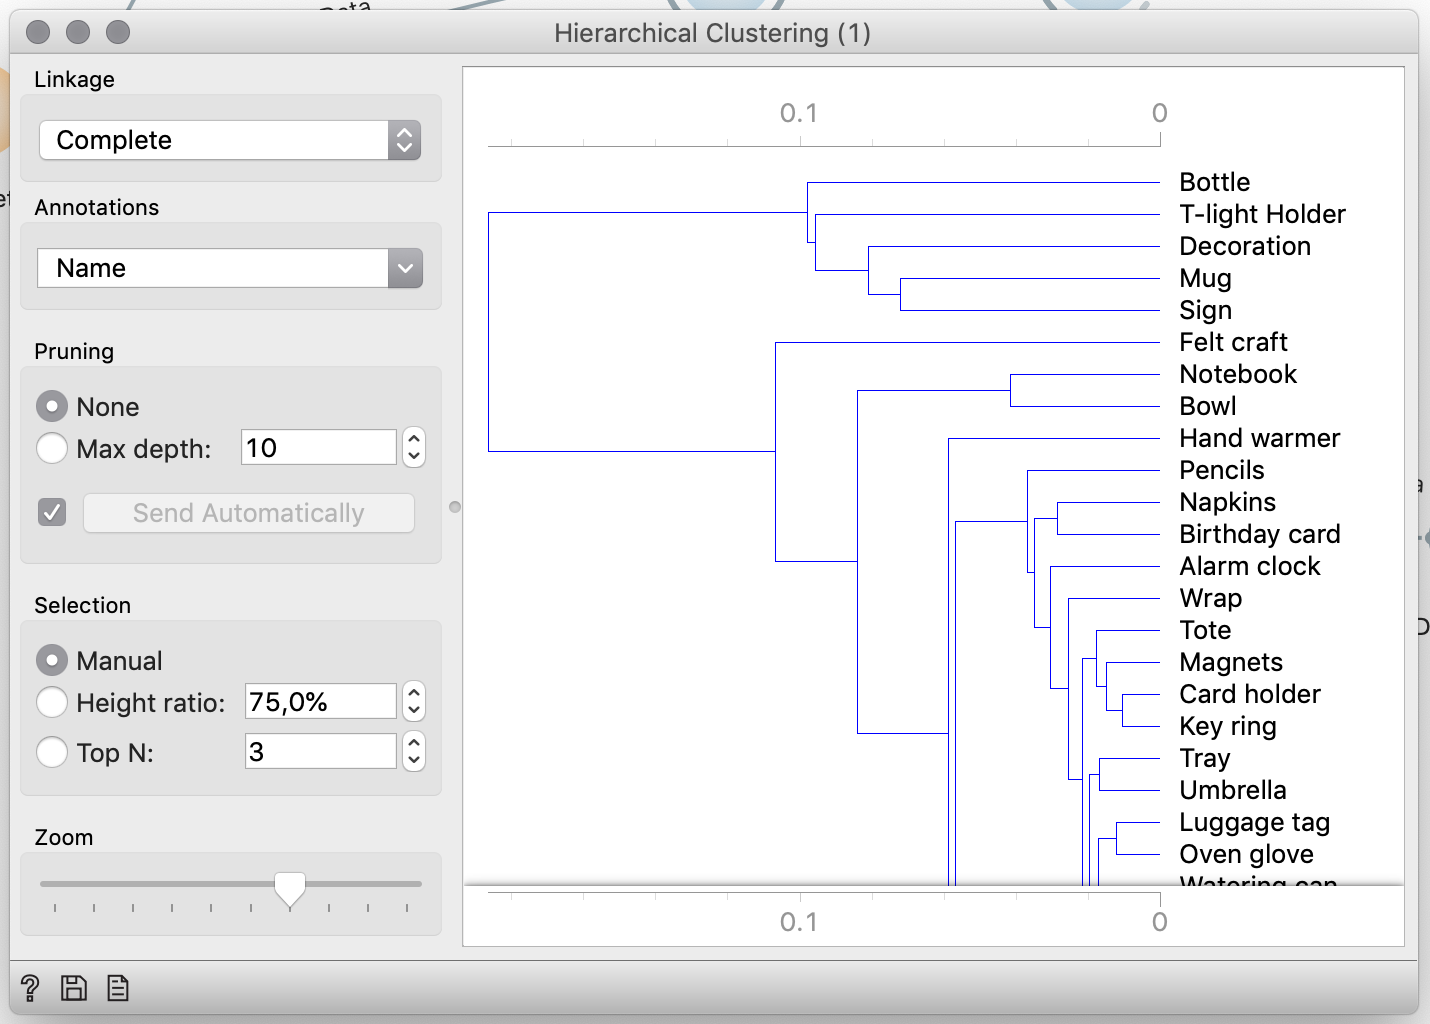 Data
Hierarchical Clustering (1)
Linkage
Complete
Annotations
Name
Pruning
None
Max depth: 10
Send Automatically
Selection
Manual
Height ratio: 75,0%
Top N: 3
Zoom
0.1 0
Bottle
T-light Holder
Decoration
Mug
Sign
Felt craft
Notebook
Bowl
Hand warmer
Pencils
Napkins
Birthday card
Alarm clock
Wrap
Tote
Magnets
Card holder
Key ring
Tray
Umbrella
Luggage tag
Oven glove
Watering can
0.1 0